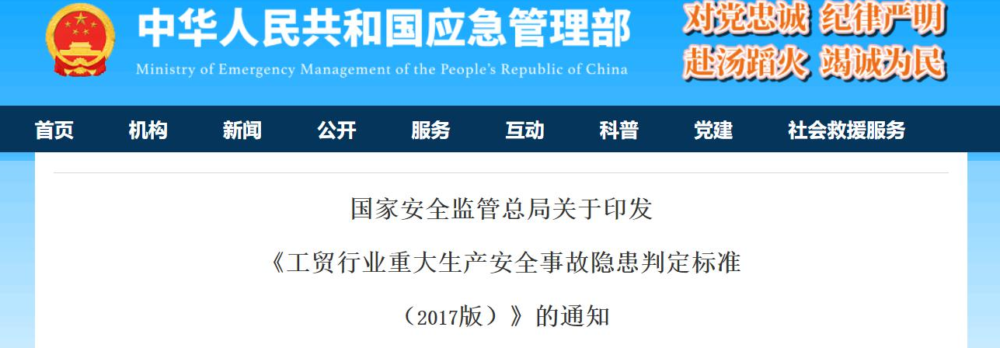 中华人民共和国应急管理部
Ministry of Emergency Management of the People's Republic of China
对党忠诚 纪律严明
赴汤蹈火 竭诚为民
首页 机构 新闻 公开 服务 互动 科普 党建 社会救援服务
国家安全监管总局关于印发
《工贸行业重大生产安全事故隐患判定标准
（2017版）》的通知